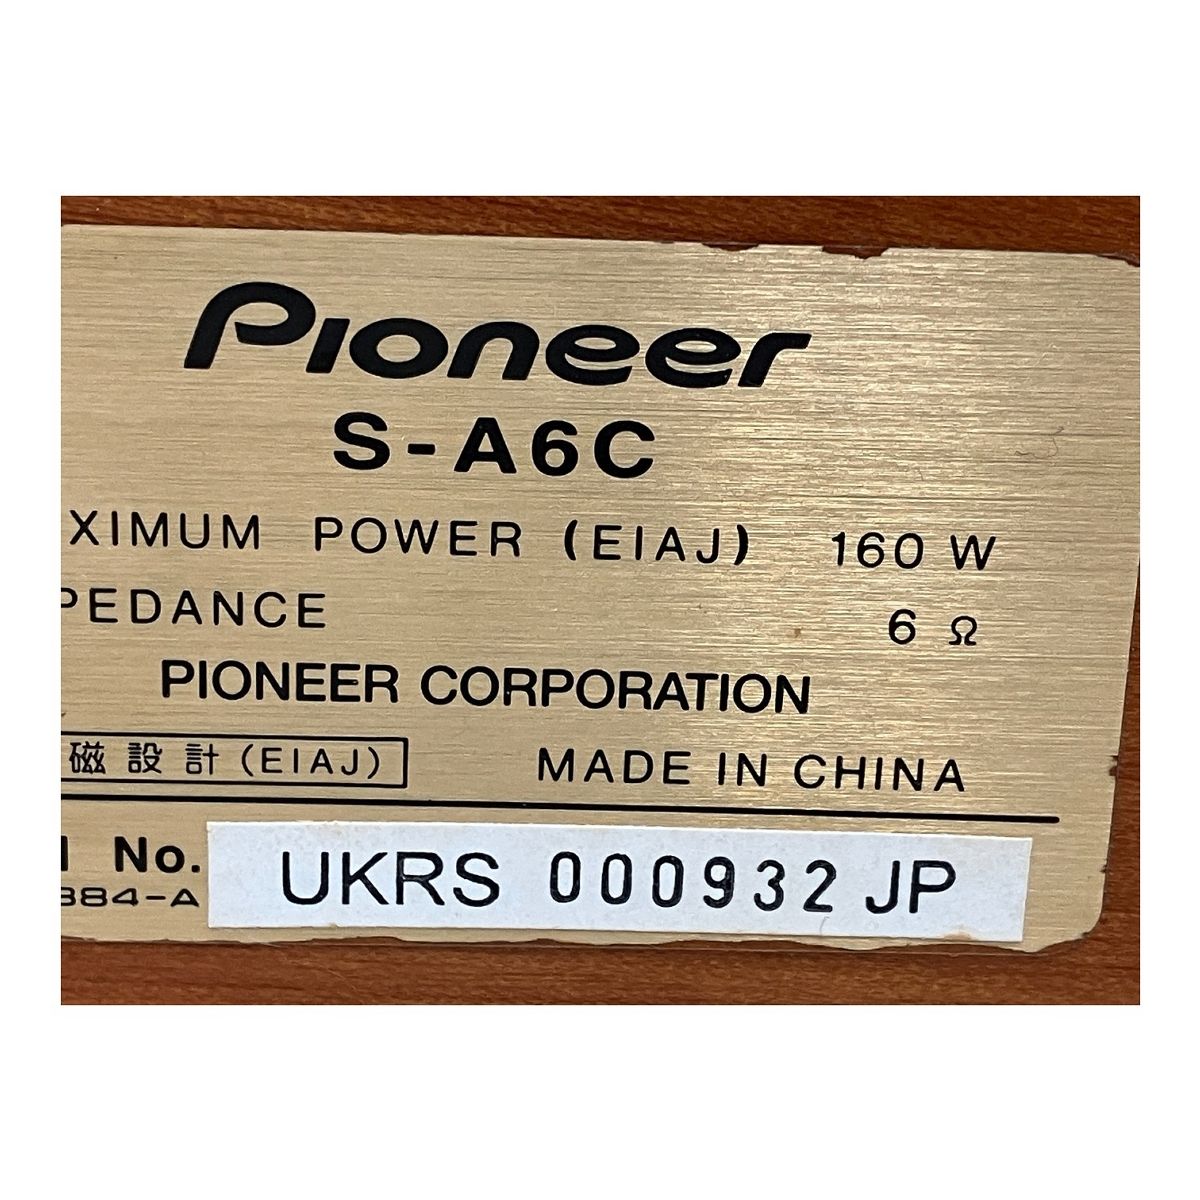 Pioneer
S-A6C
XIMUM POWER (EIAJ) 160 W
PEDANCE 6 Ω
PIONEER CORPORATION
磁設計(EIAJ) MADE IN CHINA
No. UKRS 000932 JP
884-A